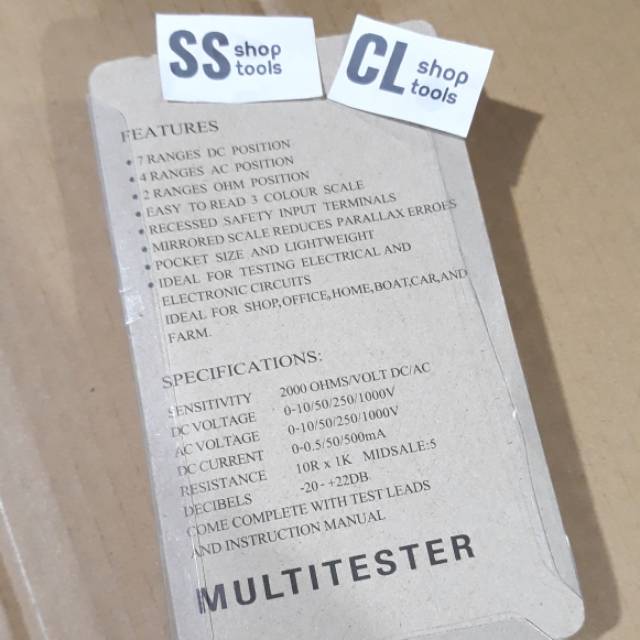 SS shop tools
CL shop tools
FEATURES
• 7 RANGES DC POSITION
• 4 RANGES AC POSITION
• 2 RANGES OHM POSITION
• EASY TO READ 3 COLOUR SCALE
RECESSED SAFETY INPUT TERMINALS
• MIRRORED SCALE REDUCES PARALLAX ERROES
• POCKET SIZE AND LIGHTWEIGHT
• IDEAL FOR TESTING ELECTRICAL AND
ELECTRONIC CIRCUITS
IDEAL FOR SHOP,OFFICE,HOME,BOAT,CAR,AND
FARM.
SPECIFICATIONS:
SENSITIVITY 2000 OHMS/VOLT DC/AC
DC VOLTAGE 0-10/50/250/1000V
AC VOLTAGE 0-10/50/250/1000V
DC CURRENT 0-0.5/50/500mA
RESISTANCE 10R x 1K MIDSALE:5
DECIBELS -20- +22DB
COME COMPLETE WITH TEST LEADS
AND INSTRUCTION MANUAL
MULTITESTER